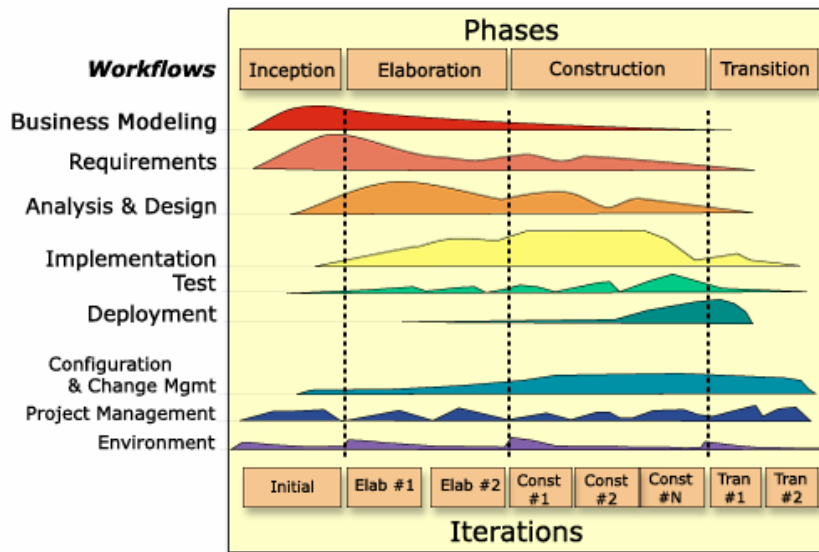 Phases
Workflows
Inception
Elaboration
Construction
Transition
Business Modeling
Requirements
Analysis & Design
Implementation
Test
Deployment
Configuration
& Change Mgmt
Project Management
Environment
Initial
Elab #1
Elab #2
Const
#1
Const
#2
Const
#N
Tran
#1
Tran
#2
Iterations